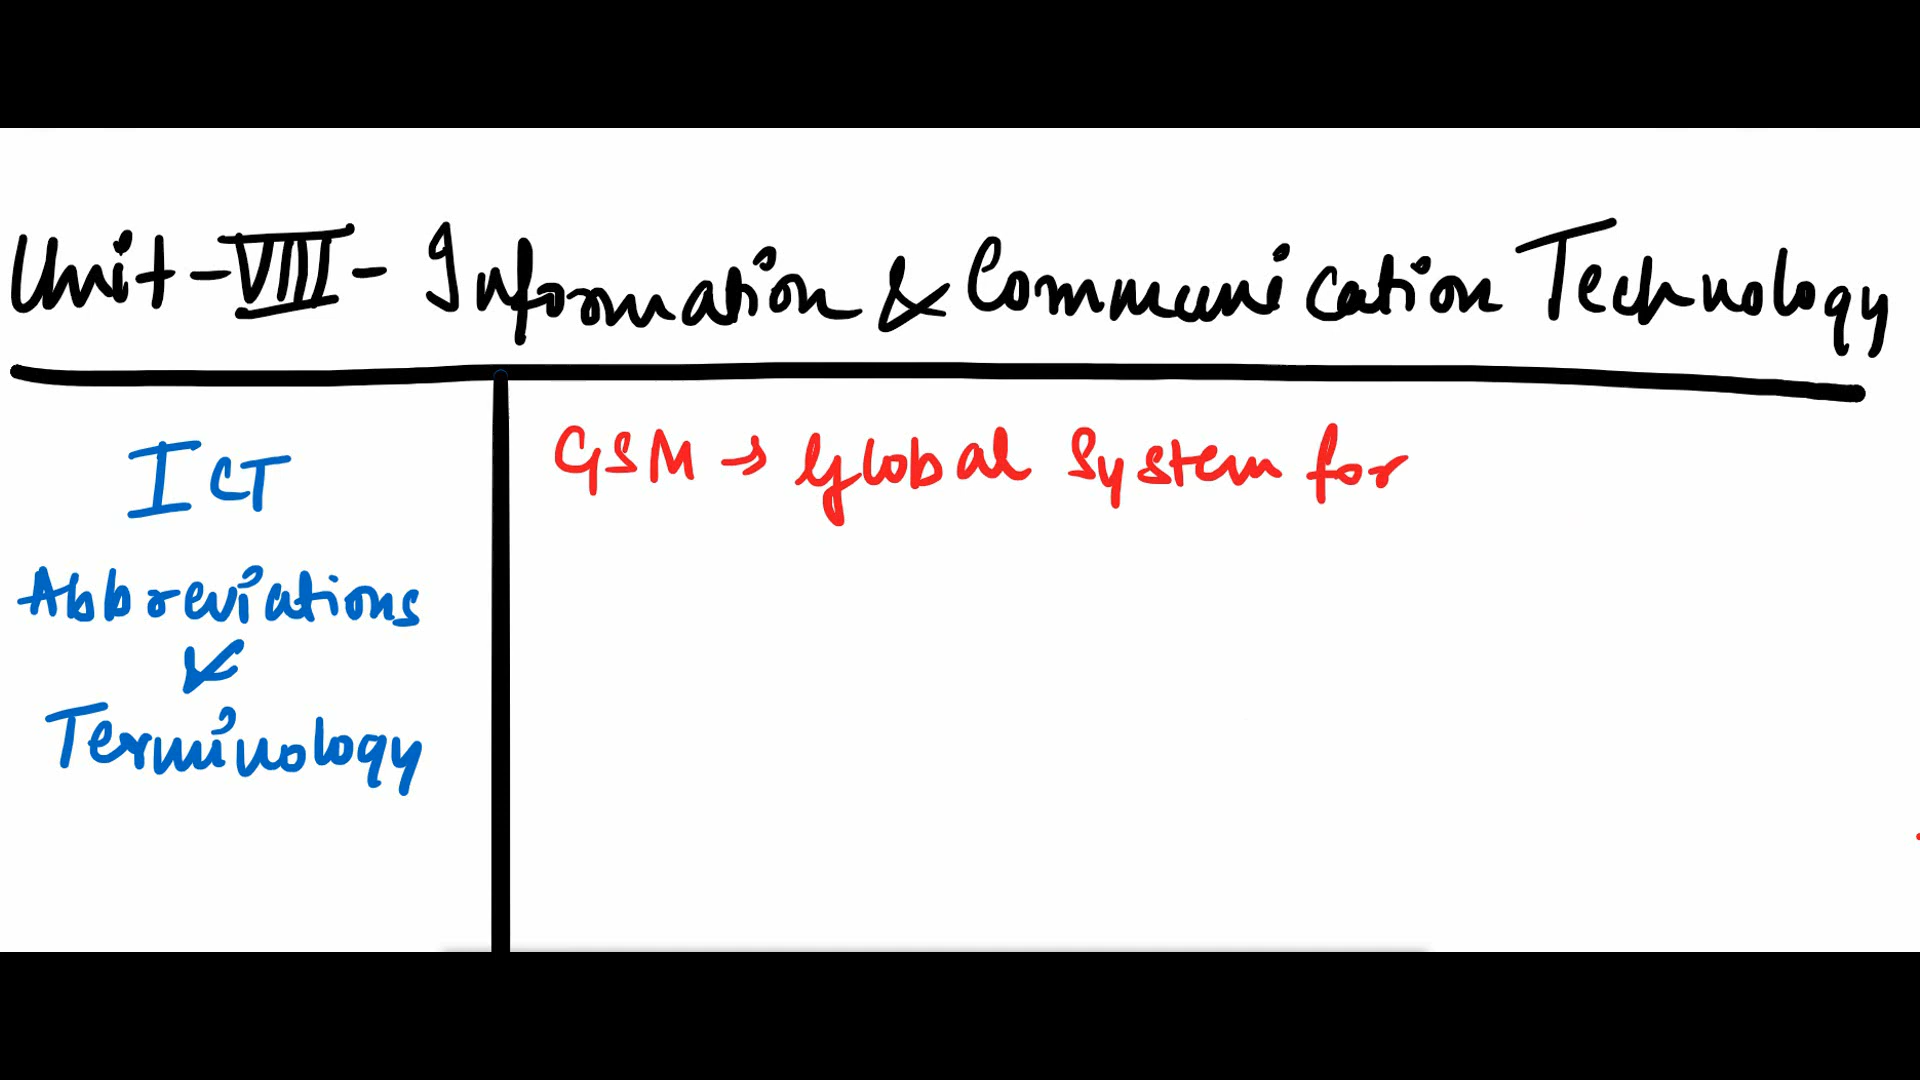 Unit-VIII- Information & Communication Technology
ICT
Abbreviations
&
Terminology
GSM → Global System for